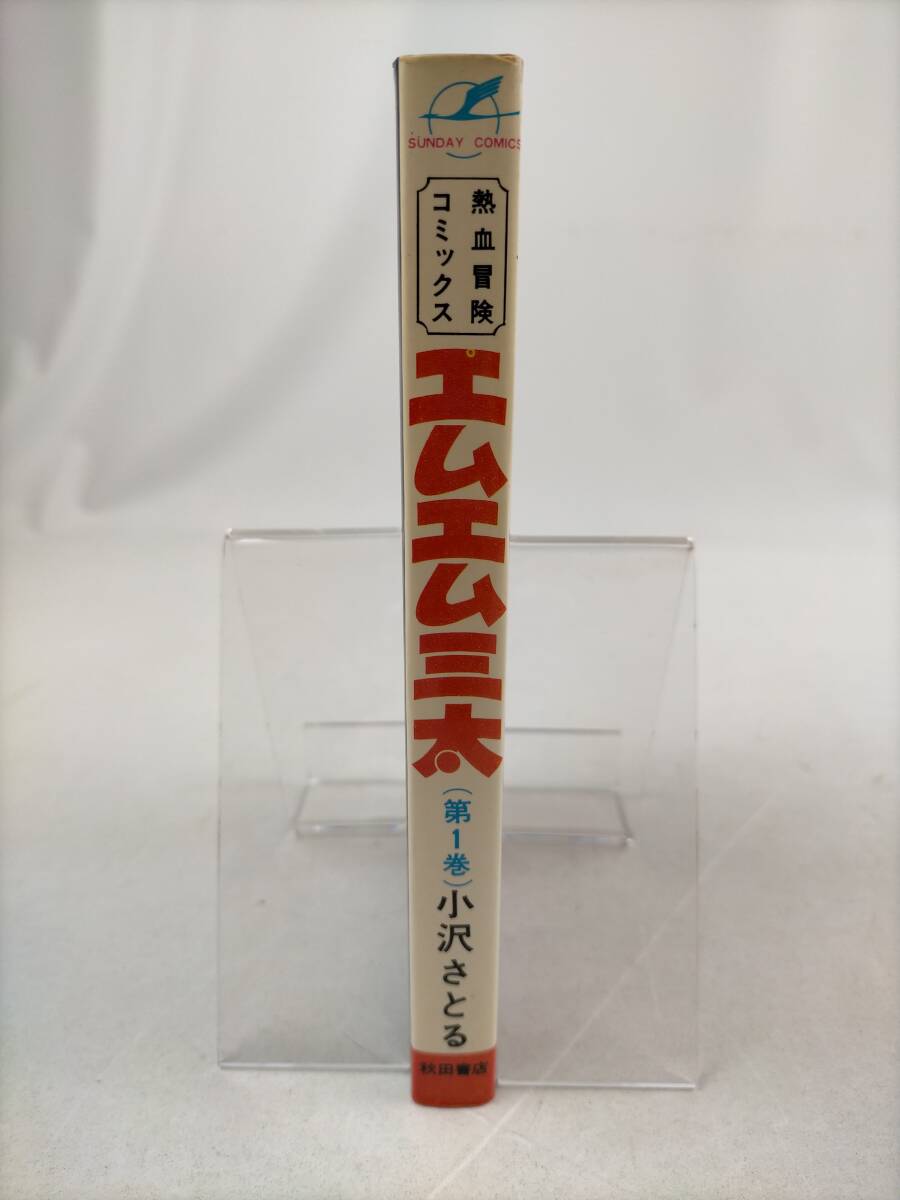 SUNDAY COMICS
熱血冒険
コミックス
エムエム三太
(第1巻)
小沢さとる
秋田書店